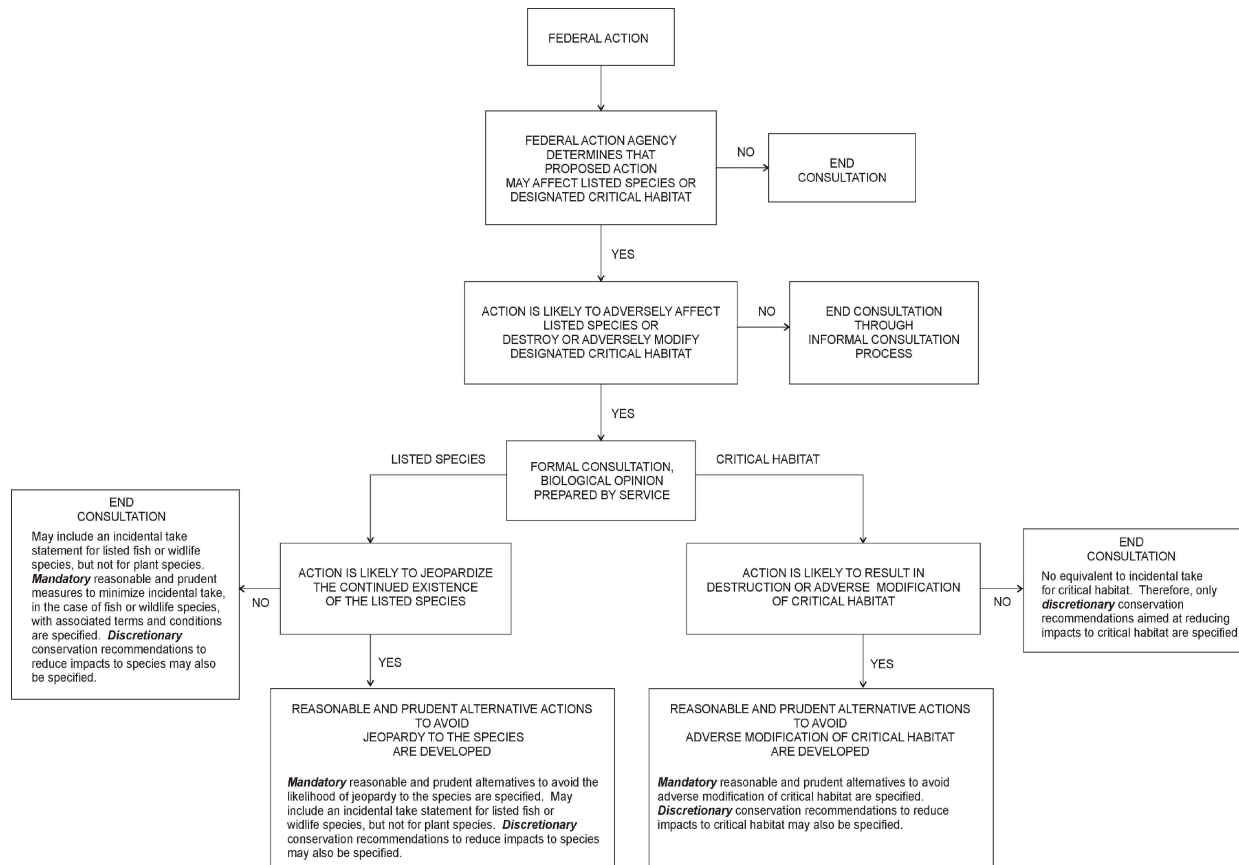 FEDERAL ACTION
FEDERAL ACTION AGENCY
DETERMINES THAT
PROPOSED ACTION
MAY AFFECT LISTED SPECIES OR
DESIGNATED CRITICAL HABITAT
NO
END
CONSULTATION
YES
ACTION IS LIKELY TO ADVERSELY AFFECT
LISTED SPECIES OR
DESTROY OR ADVERSELY MODIFY
DESIGNATED CRITICAL HABITAT
NO
END CONSULTATION
THROUGH
INFORMAL CONSULTATION
PROCESS
YES
LISTED SPECIES
FORMAL CONSULTATION,
BIOLOGICAL OPINION
PREPARED BY SERVICE
CRITICAL HABITAT
END
CONSULTATION
May include an incidental take
statement for listed fish or widlife
species, but not for plant species.
Mandatory reasonable and prudent
measures to minimize incidental take,
in the case of fish or wildlife species,
with associated terms and conditions
are specified. Discretionary
conservation recommendations to
reduce impacts to species may also
be specified.
NO
ACTION IS LIKELY TO JEOPARDIZE
THE CONTINUED EXISTENCE
OF THE LISTED SPECIES
ACTION IS LIKELY TO RESULT IN
DESTRUCTION OR ADVERSE MODIFICATION
OF CRITICAL HABITAT
NO
END
CONSULTATION
No equivalent to incidental take
for critical habitat. Therefore, only
discretionary conservation
recommendations aimed at reducing
impacts to critical habitat are specified
YES
YES
REASONABLE AND PRUDENT ALTERNATIVE ACTIONS
TO AVOID
JEOPARDY TO THE SPECIES
ARE DEVELOPED
Mandatory reasonable and prudent alternatives to avoid the
likelihood of jeopardy to the species are specified. May
include an incidental take statement for listed fish or
widlife species, but not for plant species. Discretionary
conservation recommendations to reduce impacts to species
may also be specified.
REASONABLE AND PRUDENT ALTERNATIVE ACTIONS
TO AVOID
ADVERSE MODIFICATION OF CRITICAL HABITAT
ARE DEVELOPED
Mandatory reasonable and prudent alternatives to avoid
adverse modification of critical habitat are specified.
Discretionary conservation recommendations to reduce
impacts to critical habitat may also be specified.